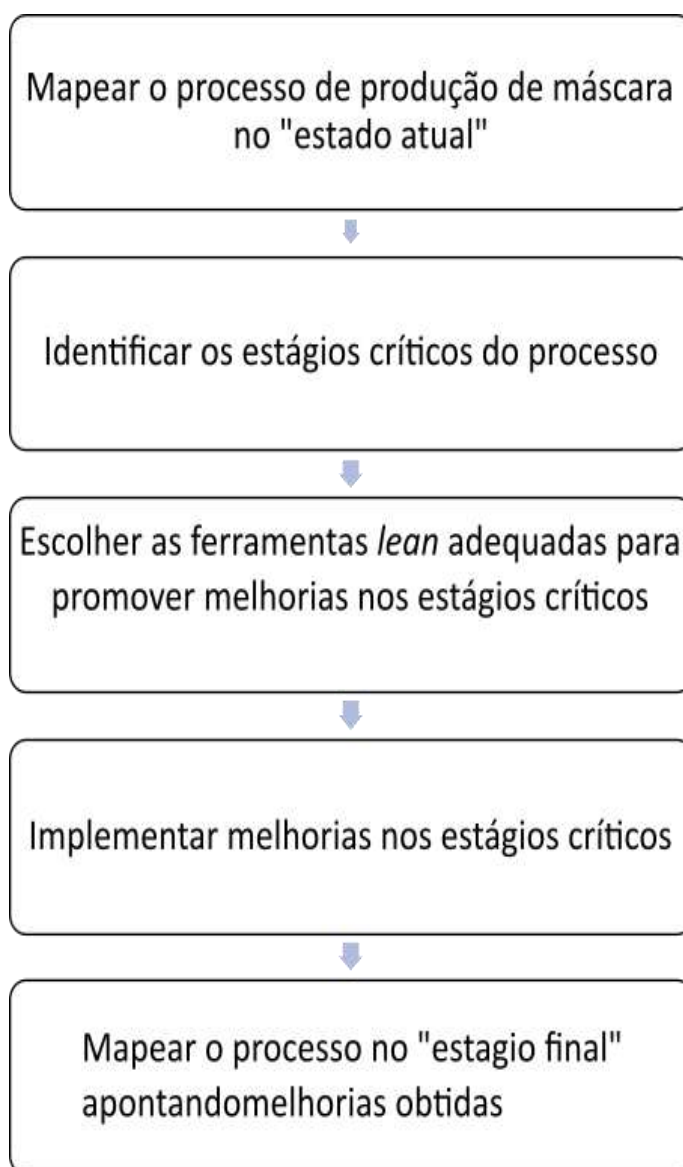 Mapear o processo de produção de máscara
no "estado atual"
Identificar os estágios críticos do processo
Escolher as ferramentas lean adequadas para
promover melhorias nos estágios críticos
Implementar melhorias nos estágios críticos
Mapear o processo no "estagio final"
apontandomelhorias obtidas